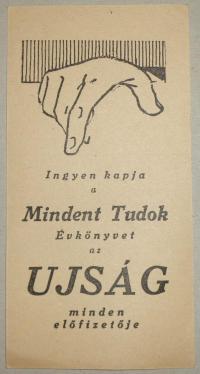 Ingyen kapja
a
Mindent Tudok
Évkönyvet
az
UJSÁG
minden
előfizetője